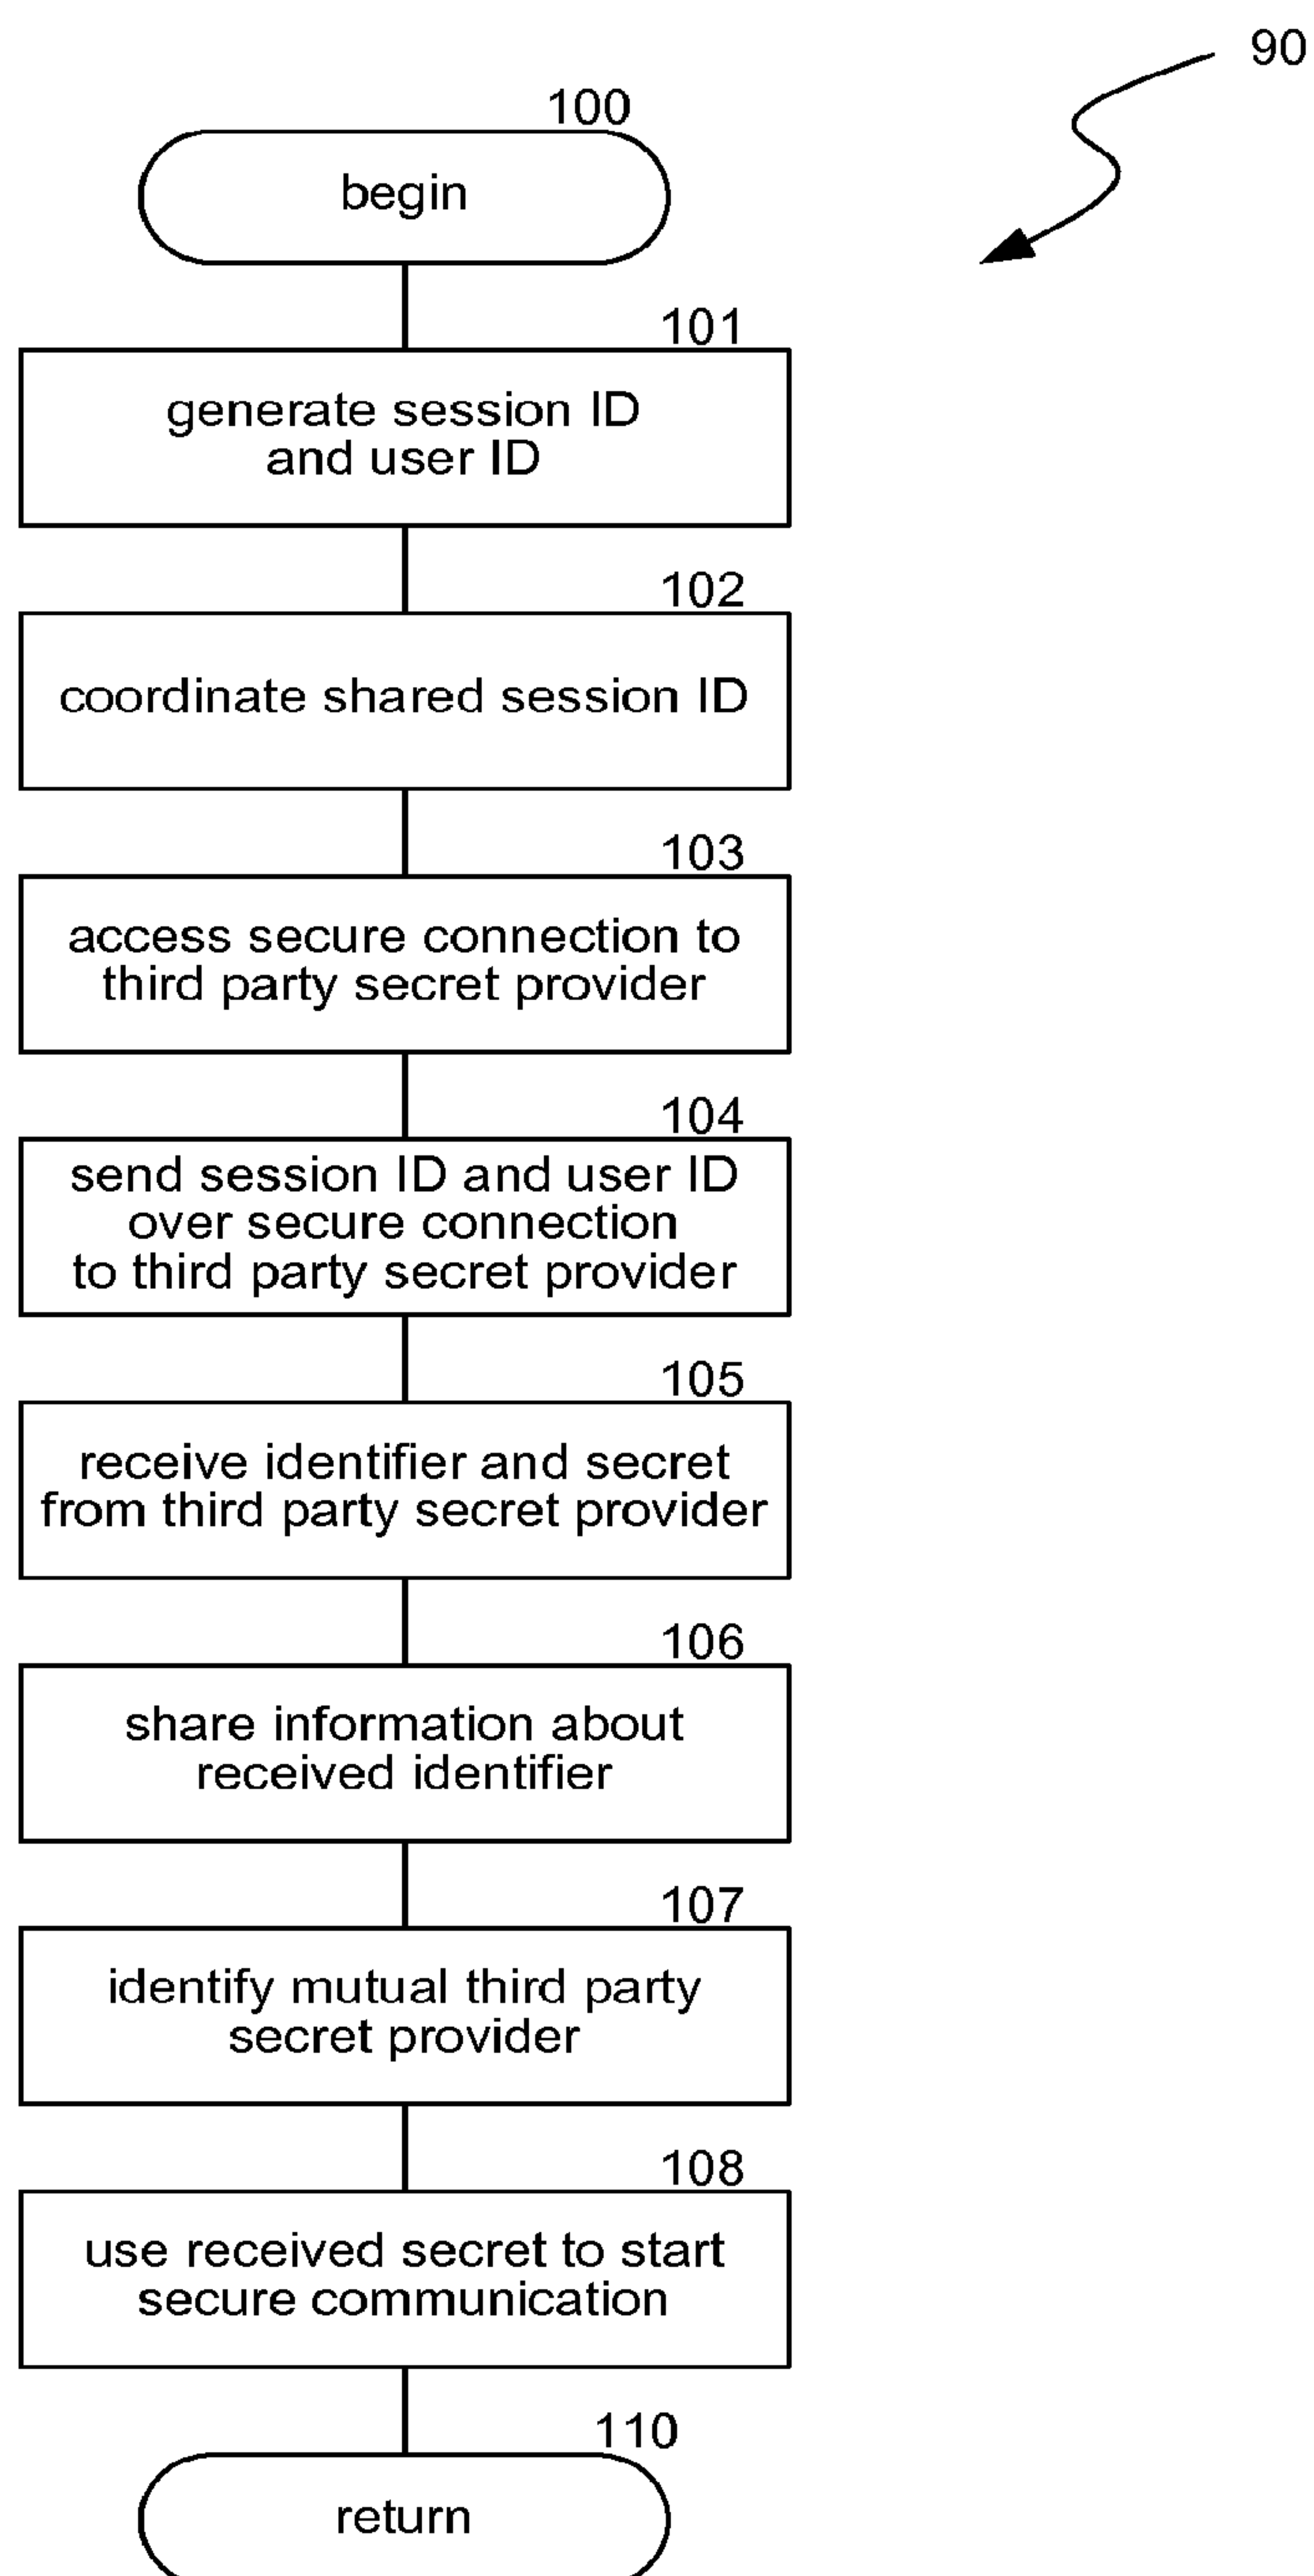 90
100
begin
101
generate session ID
and user ID
102
coordinate shared session ID
103
access secure connection to
third party secret provider
104
send session ID and user ID
over secure connection
to third party secret provider
105
receive identifier and secret
from third party secret provider
106
share information about
received identifier
107
identify mutual third party
secret provider
108
use received secret to start
secure communication
110
return